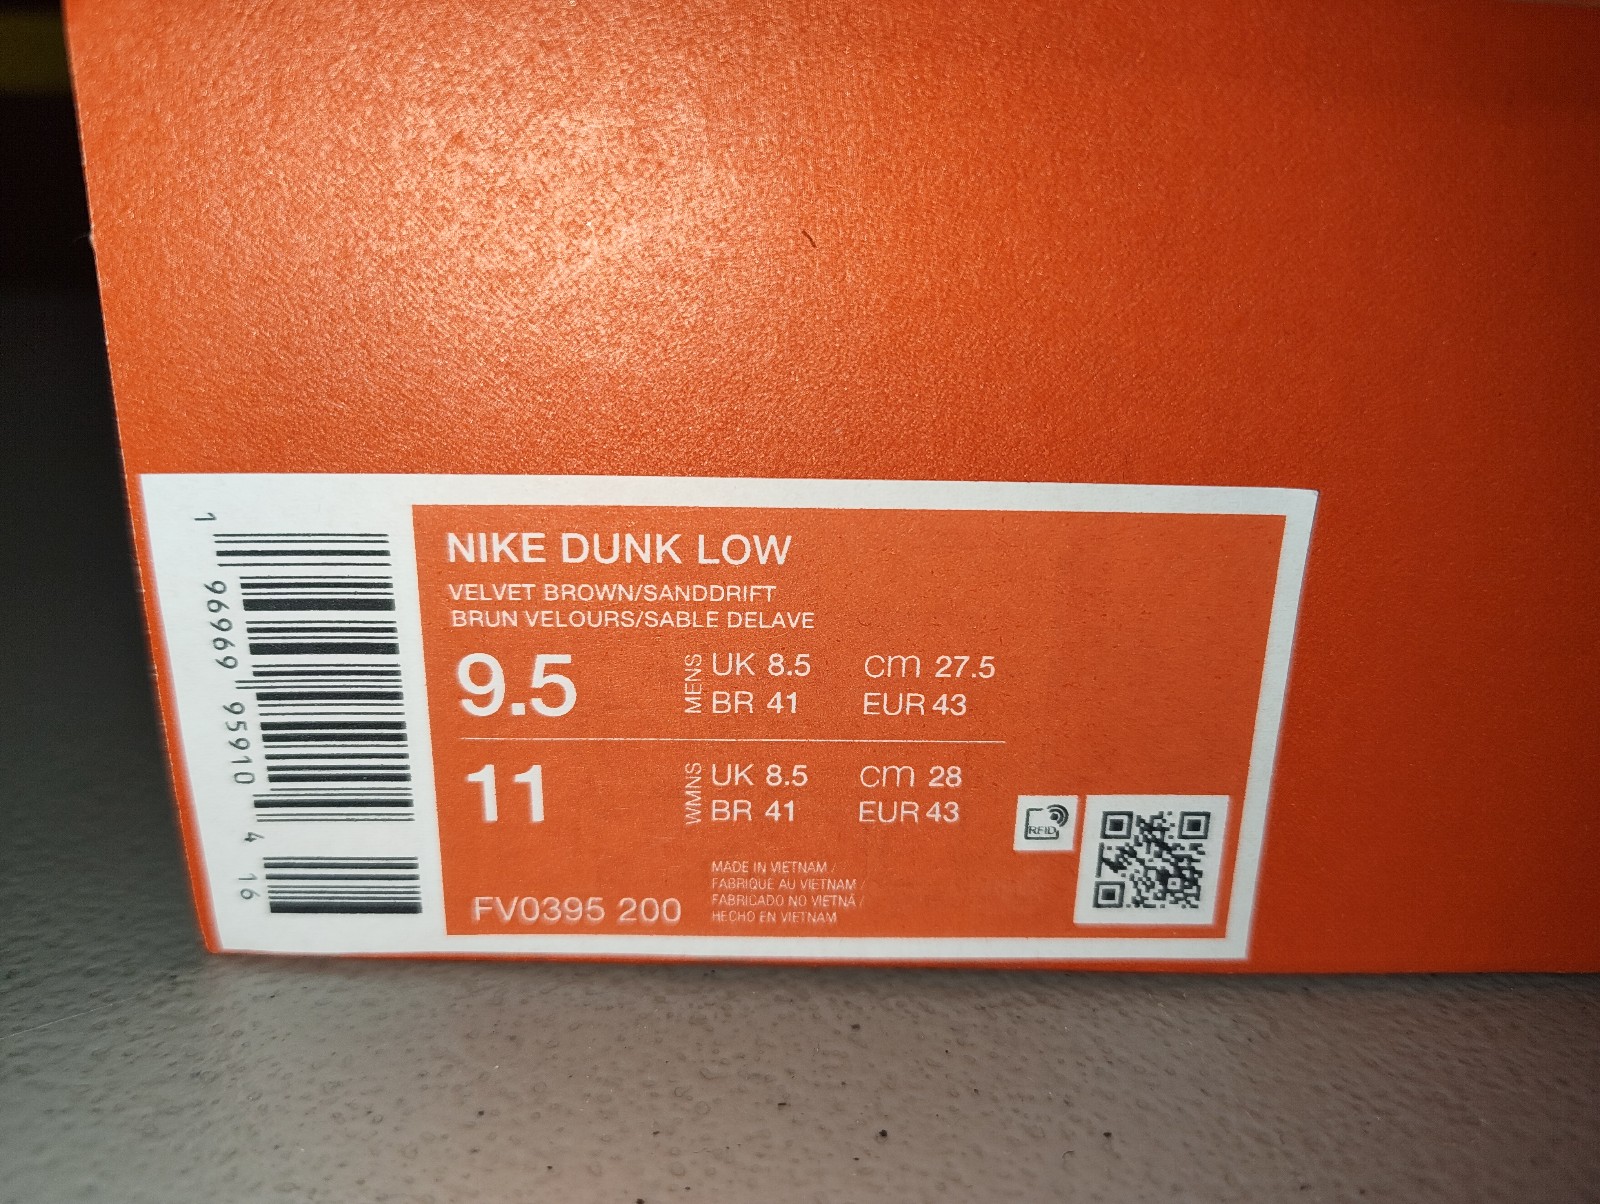 1 96969 95910 4 16
NIKE DUNK LOW
VELVET BROWN/SANDDRIFT
BRUN VELOURS/SABLE DELAVE
9.5 MENS UK 8.5 cm 27.5
BR 41 EUR 43
11 WMNS UK 8.5 cm 28
BR 41 EUR 43
RFID
FV0395 200
MADE IN VIETNAM /
FABRIQUE AU VIETNAM /
FABRICADO NO VIETNÃ /
HECHO EN VIETNAM